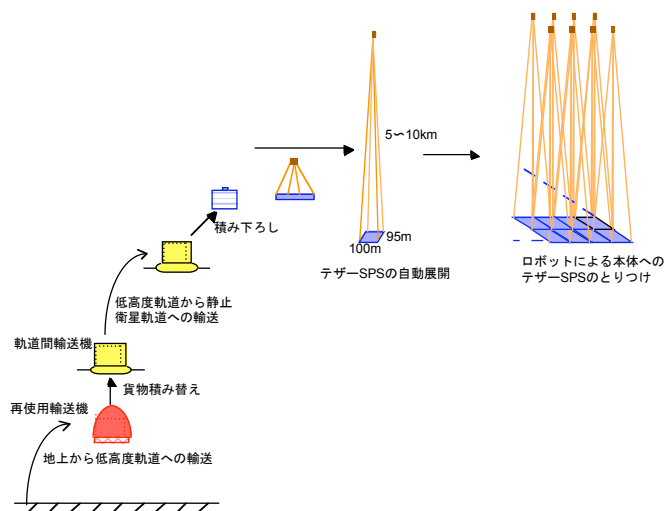 5〜10km
積み下ろし
95m
100m
テザーSPSの自動展開
ロボットによる本体への
テザーSPSのとりつけ
低高度軌道から静止
衛星軌道への輸送
軌道間輸送機
貨物積み替え
再使用輸送機
地上から低高度軌道への輸送